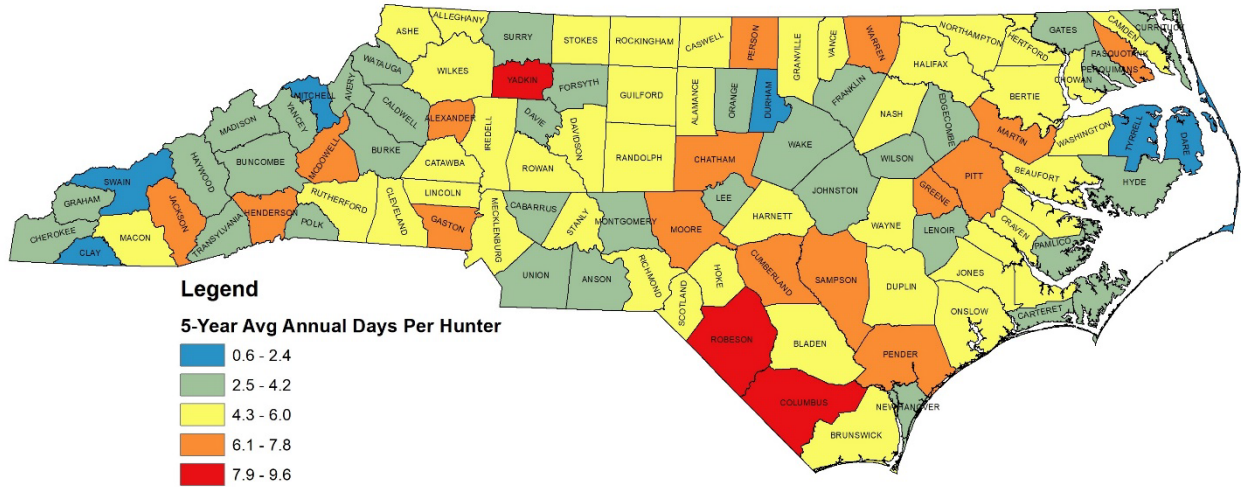 ASHE
ALLEGHANY
SURRY
STOKES
ROCKINGHAM
CASWELL
PERSON
GRANVILLE
VANCE
WARREN
NORTHAMPTON
HERTFORD
GATES
CAMDEN
CURRITUCK
PASQUOTANK
PERQUIMANS
CHOWAN
HALIFAX
BERTIE
WATAUGA
WILKES
YADKIN
FORSYTH
GUILFORD
ALAMANCE
ORANGE
DURHAM
FRANKLIN
NASH
EDGECOMBE
MITCHELL
AVERY
YANCEY
CALDWELL
ALEXANDER
IREDELL
DAVIE
DAVIDSON
RANDOLPH
CHATHAM
WAKE
WILSON
MARTIN
WASHINGTON
TYRRELL
DARE
MADISON
BUNCOMBE
MCDOWELL
BURKE
CATAWBA
ROWAN
HAYWOOD
SWAIN
GRAHAM
CHEROKEE
CLAY
MACON
JACKSON
TRANSYLVANIA
HENDERSON
POLK
RUTHERFORD
CLEVELAND
LINCOLN
GASTON
MECKLENBURG
CABARRUS
STANLY
MONTGOMERY
MOORE
LEE
HARNETT
JOHNSTON
WAYNE
GREENE
PITT
BEAUFORT
HYDE
LENOIR
CRAVEN
PAMLICO
JONES
CARTERET
UNION
ANSON
RICHMOND
SCOTLAND
HOKE
CUMBERLAND
SAMPSON
DUPLIN
ONSLOW
ROBESON
BLADEN
PENDER
COLUMBUS
NEW HANOVER
BRUNSWICK
Legend
5-Year Avg Annual Days Per Hunter
0.6 - 2.4
2.5 - 4.2
4.3 - 6.0
6.1 - 7.8
7.9 - 9.6